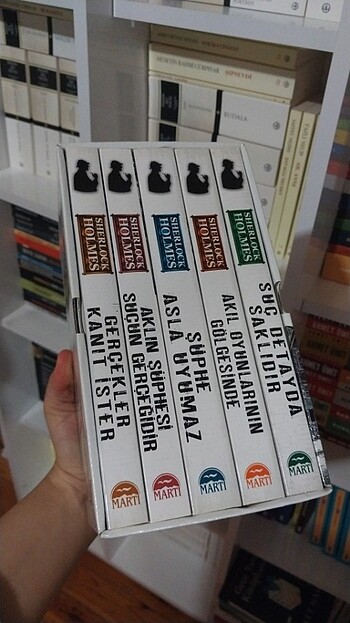 SHERLOCK
HOLMES
GERÇEKLER
KANIT İSTER
MARTI
SHERLOCK
HOLMES
AKLIN ŞÜPHESİ
SUÇUN GERÇEĞİDİR
MARTI
SHERLOCK
HOLMES
ŞÜPHE
ASLA UYUMAZ
MARTI
SHERLOCK
HOLMES
AKIL OYUNLARININ
GÖLGESİNDE
MARTI
SHERLOCK
HOLMES
SUÇ DETAYDA
SAKLIDIR
MARTI
BUDALA